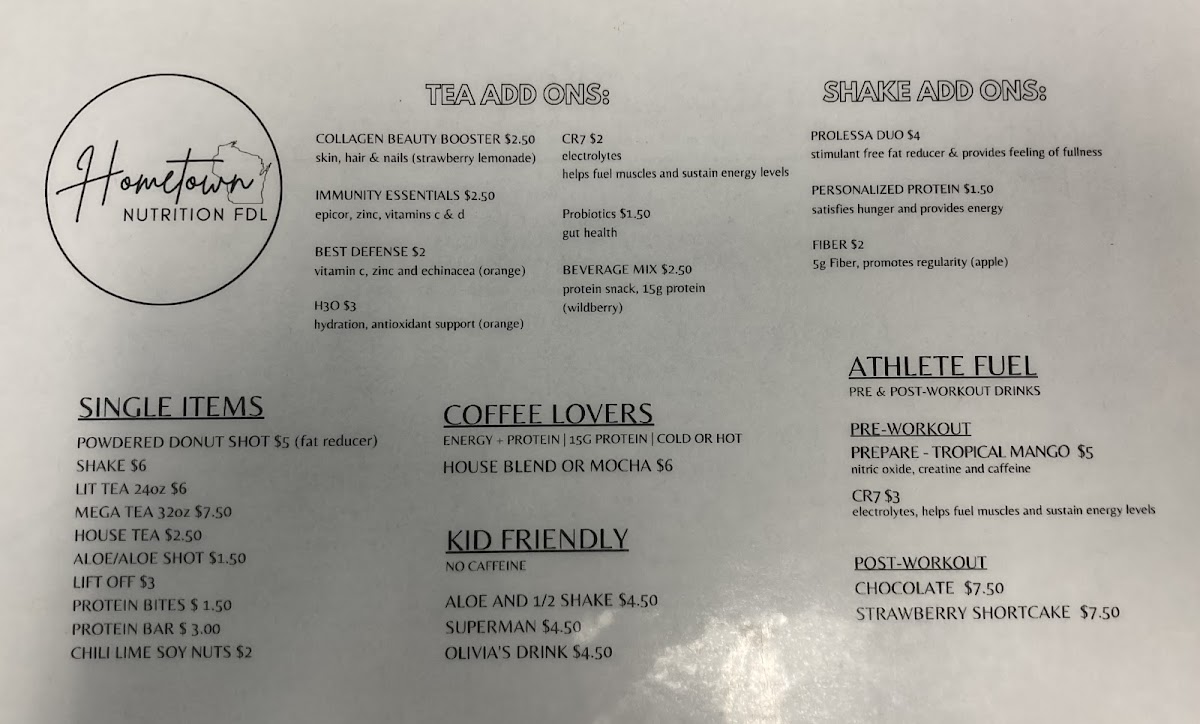 Hometown
NUTRITION FDL
TEA ADD ONS:
COLLAGEN BEAUTY BOOSTER $2.50
skin, hair & nails (strawberry lemonade)
IMMUNITY ESSENTIALS $2.50
epicor, zinc, vitamins c & d
BEST DEFENSE $2
vitamin c, zinc and echinacea (orange)
H3O $3
hydration, antioxidant support (orange)
CR7 $2
electrolytes
helps fuel muscles and sustain energy levels
Probiotics $1.50
gut health
BEVERAGE MIX $2.50
protein snack, 15g protein
(wildberry)
SHAKE ADD ONS:
PROLESSA DUO $4
stimulant free fat reducer & provides feeling of fullness
PERSONALIZED PROTEIN $1.50
satisfies hunger and provides energy
FIBER $2
5g Fiber, promotes regularity (apple)
SINGLE ITEMS
POWDERED DONUT SHOT $5 (fat reducer)
SHAKE $6
LIT TEA 24oz $6
MEGA TEA 32oz $7.50
HOUSE TEA $2.50
ALOE/ALOE SHOT $1.50
LIFT OFF $3
PROTEIN BITES $ 1.50
PROTEIN BAR $ 3.00
CHILI LIME SOY NUTS $2
COFFEE LOVERS
ENERGY + PROTEIN | 15G PROTEIN | COLD OR HOT
HOUSE BLEND OR MOCHA $6
KID FRIENDLY
NO CAFFEINE
ALOE AND 1/2 SHAKE $4.50
SUPERMAN $4.50
OLIVIA'S DRINK $4.50
ATHLETE FUEL
PRE & POST-WORKOUT DRINKS
PRE-WORKOUT
PREPARE - TROPICAL MANGO $5
nitric oxide, creatine and caffeine
CR7 $3
electrolytes, helps fuel muscles and sustain energy levels
POST-WORKOUT
CHOCOLATE $7.50
STRAWBERRY SHORTCAKE $7.50